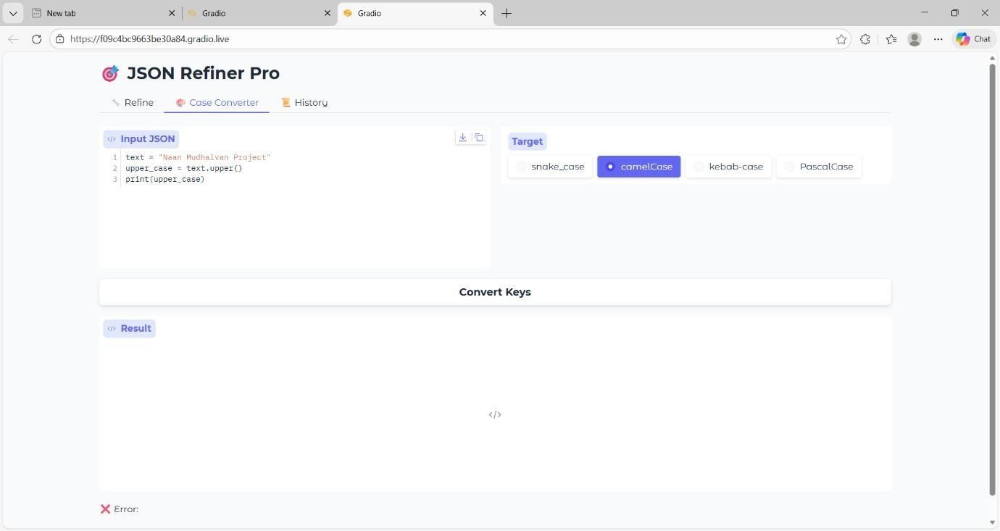 New tab
Gradio
Gradio
https://f09c4bc9663be30a84.gradio.live
Chat
JSON Refiner Pro
Refine
Case Converter
History
Input JSON
1 text = "Naan Mudhalvan Project"
2 upper_case = text.upper()
3 print(upper_case)
Target
snake_case
camelCase
kebab-case
PascalCase
Convert Keys
Result
Error: